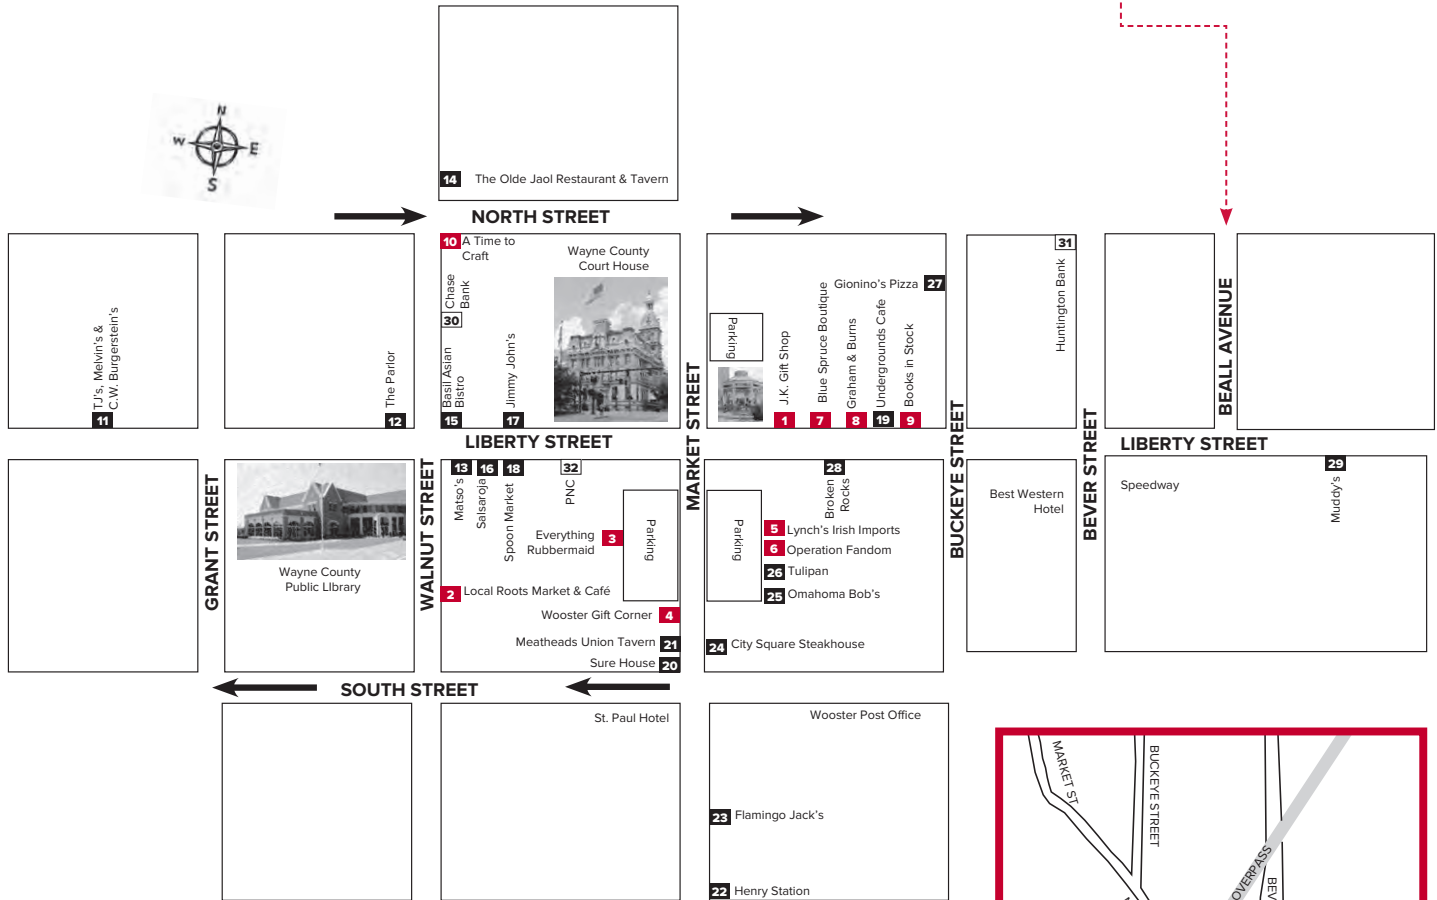 N
W
E
S
14 The Olde Jaol Restaurant & Tavern
NORTH STREET
10 A Time to
Craft
Wayne County
Court House
Chase
Bank
30
Basil Asian
Bistro
15
Jimmy John's
17
TJ's, Melvin's &
C.W. Burgerstein's
11
The Parlor
12
Parking
J.K. Gift Shop
1
Blue Spruce Boutique
7
Graham & Burns
8
Undergrounds Cafe
19
Books in Stock
9
Gionino's Pizza 27
31
Huntington Bank
BEALL AVENUE
LIBERTY STREET
MARKET STREET
BUCKEYE STREET
BEVER STREET
LIBERTY STREET
GRANT STREET
WALNUT STREET
Wayne County
Public LIbrary
13
Matso's
16
Salsaroja
18
Spoon Market
32
PNC
Everything
Rubbermaid
3
Parking
2 Local Roots Market & Café
Wooster Gift Corner 4
Meatheads Union Tavern 21
Sure House 20
Parking
28
Broken
Rocks
5 Lynch's Irish Imports
6 Operation Fandom
26 Tulipan
25 Omahoma Bob's
24 City Square Steakhouse
Best Western
Hotel
Speedway
29
Muddy's
SOUTH STREET
St. Paul Hotel
Wooster Post Office
23 Flamingo Jack's
22 Henry Station
MARKET ST
BUCKEYE STREET
OVERPASS
BEV